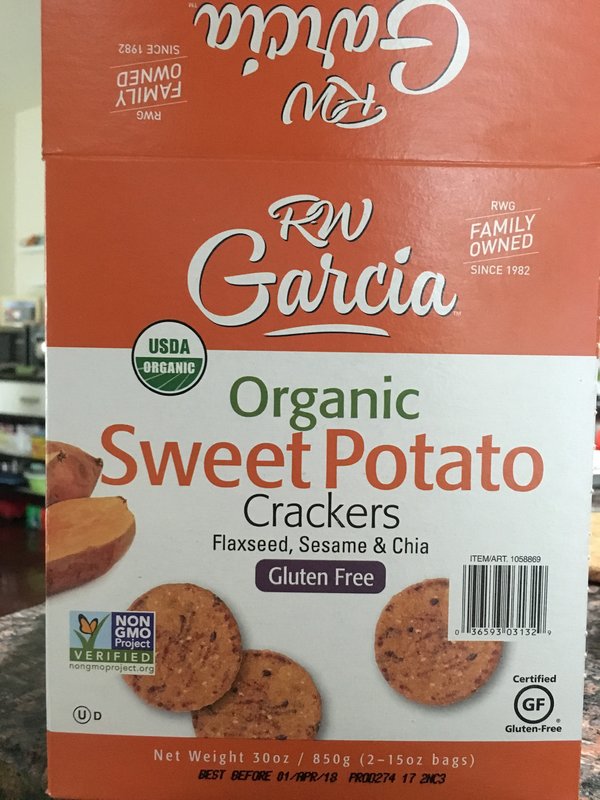 RW
Garcia
SINCE 1982
FAMILY
OWNED
RWG
RW
Garcia
™
RWG
FAMILY
OWNED
SINCE 1982
USDA
ORGANIC
Organic
Sweet Potato
Crackers
Flaxseed, Sesame & Chia
Gluten Free
ITEM/ART. 1058869
0 36593 03132 9
NON
GMO
Project
VERIFIED
nongmoproject.org
U D
Certified
GF
®
Gluten-Free
Net Weight 30oz / 850g (2-15oz bags)
BEST BEFORE 01/APR/18 PROD274 17 2NC3